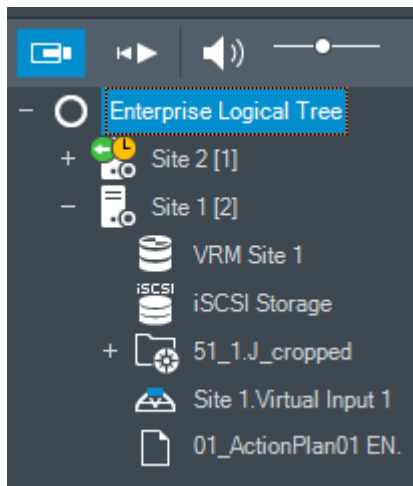 Enterprise Logical Tree
Site 2 [1]
Site 1 [2]
VRM Site 1
iSCSI
iSCSI Storage
51_1.J_cropped
Site 1.Virtual Input 1
01_ActionPlan01 EN.